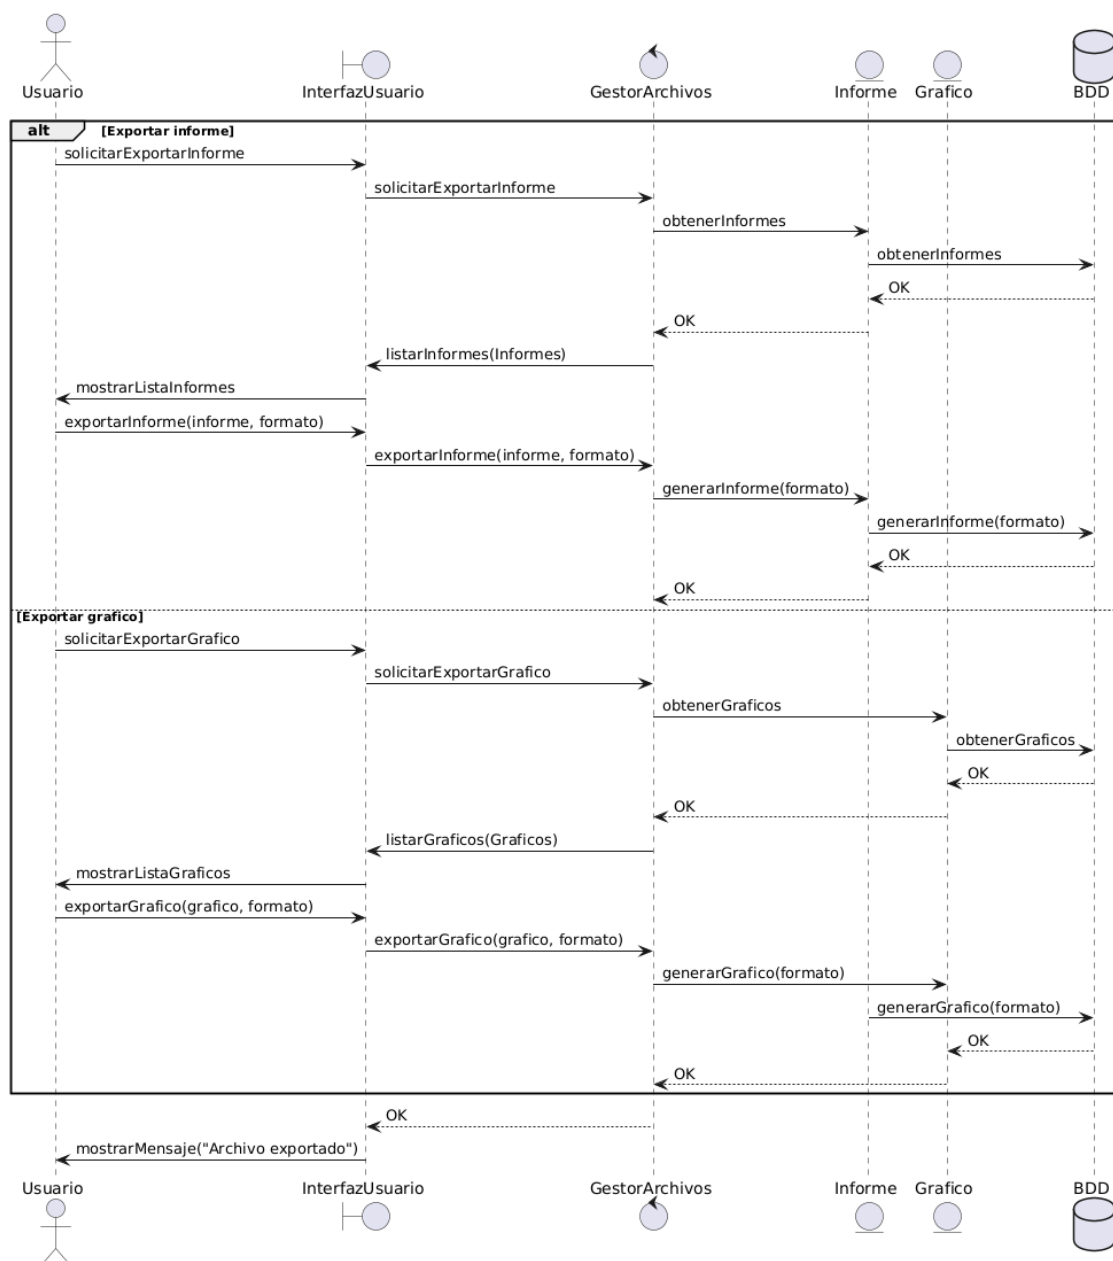 Usuario InterfazUsuario GestorArchivos Informe Grafico BDD
alt [Exportar informe]
solicitarExportarInforme
solicitarExportarInforme
obtenerInformes
obtenerInformes
OK
OK
listarInformes(Informes)
mostrarListaInformes
exportarInforme(informe, formato)
exportarInforme(informe, formato)
generarInforme(formato)
generarInforme(formato)
OK
OK
[Exportar grafico]
solicitarExportarGrafico
solicitarExportarGrafico
obtenerGraficos
obtenerGraficos
OK
OK
listarGraficos(Graficos)
mostrarListaGraficos
exportarGrafico(grafico, formato)
exportarGrafico(grafico, formato)
generarGrafico(formato)
generarGrafico(formato)
OK
OK
OK
mostrarMensaje("Archivo exportado")
Usuario InterfazUsuario GestorArchivos Informe Grafico BDD